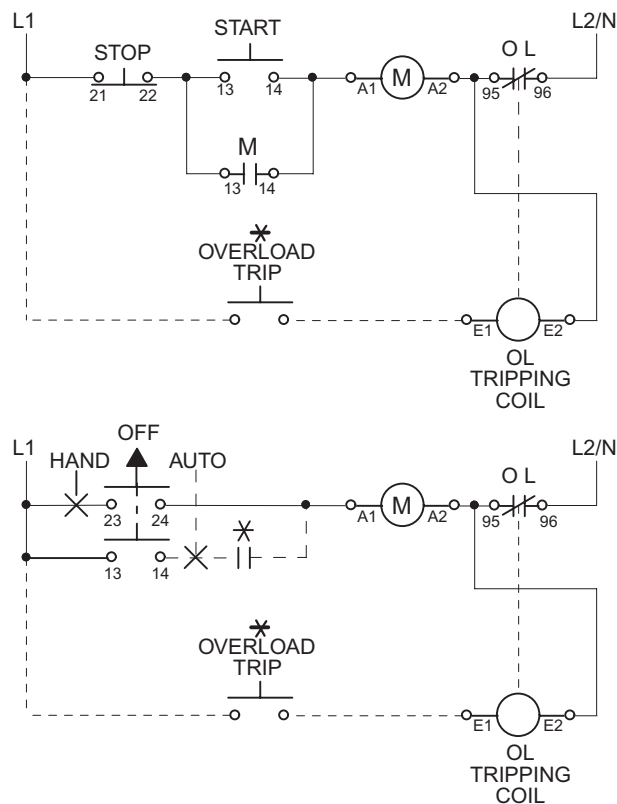 L1
L2/N
STOP
START
O L
21 22
13 14
A1 M A2
95 96
M
13 14
OVERLOAD
TRIP
E1 E2
OL
TRIPPING
COIL
L1
OFF
L2/N
HAND
AUTO
O L
23 24
A1 M A2
95 96
13 14
OVERLOAD
TRIP
E1 E2
OL
TRIPPING
COIL